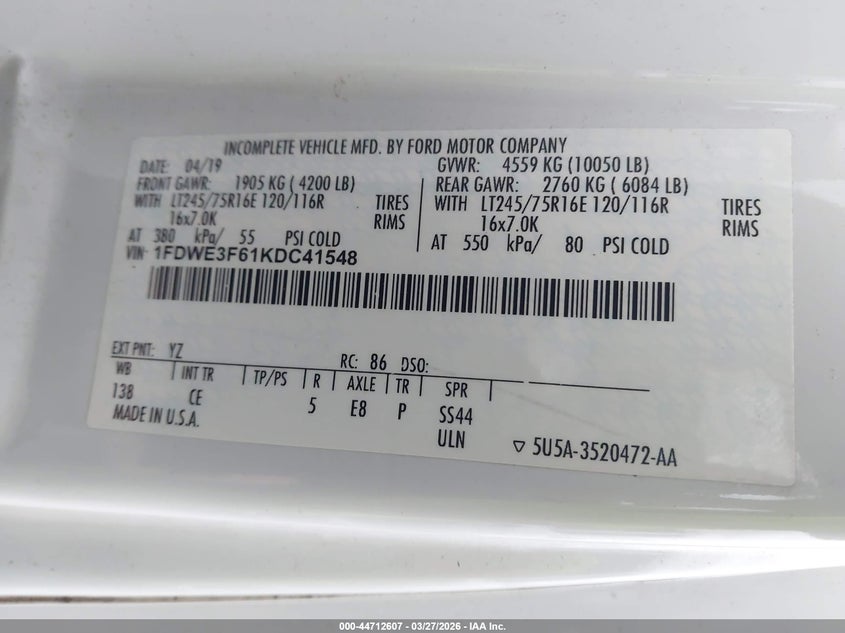 INCOMPLETE VEHICLE MFD. BY FORD MOTOR COMPANY
DATE: 04/19 GVWR: 4559 KG (10050 LB)
FRONT GAWR: 1905 KG ( 4200 LB) REAR GAWR: 2760 KG ( 6084 LB)
WITH LT245/75R16E 120/116R TIRES WITH LT245/75R16E 120/116R TIRES
16x7.0K RIMS 16x7.0K RIMS
AT 380 kPa/ 55 PSI COLD AT 550 kPa/ 80 PSI COLD
VIN: 1FDWE3F61KDC41548
EXT PNT: YZ RC: 86 DSO:
WB INT TR TP/PS R AXLE TR SPR
138 CE 5 E8 P SS44
MADE IN U.S.A. ULN
▽ 5U5A-3520472-AA
000-44712607 - 03/27/2026 - IAA Inc.